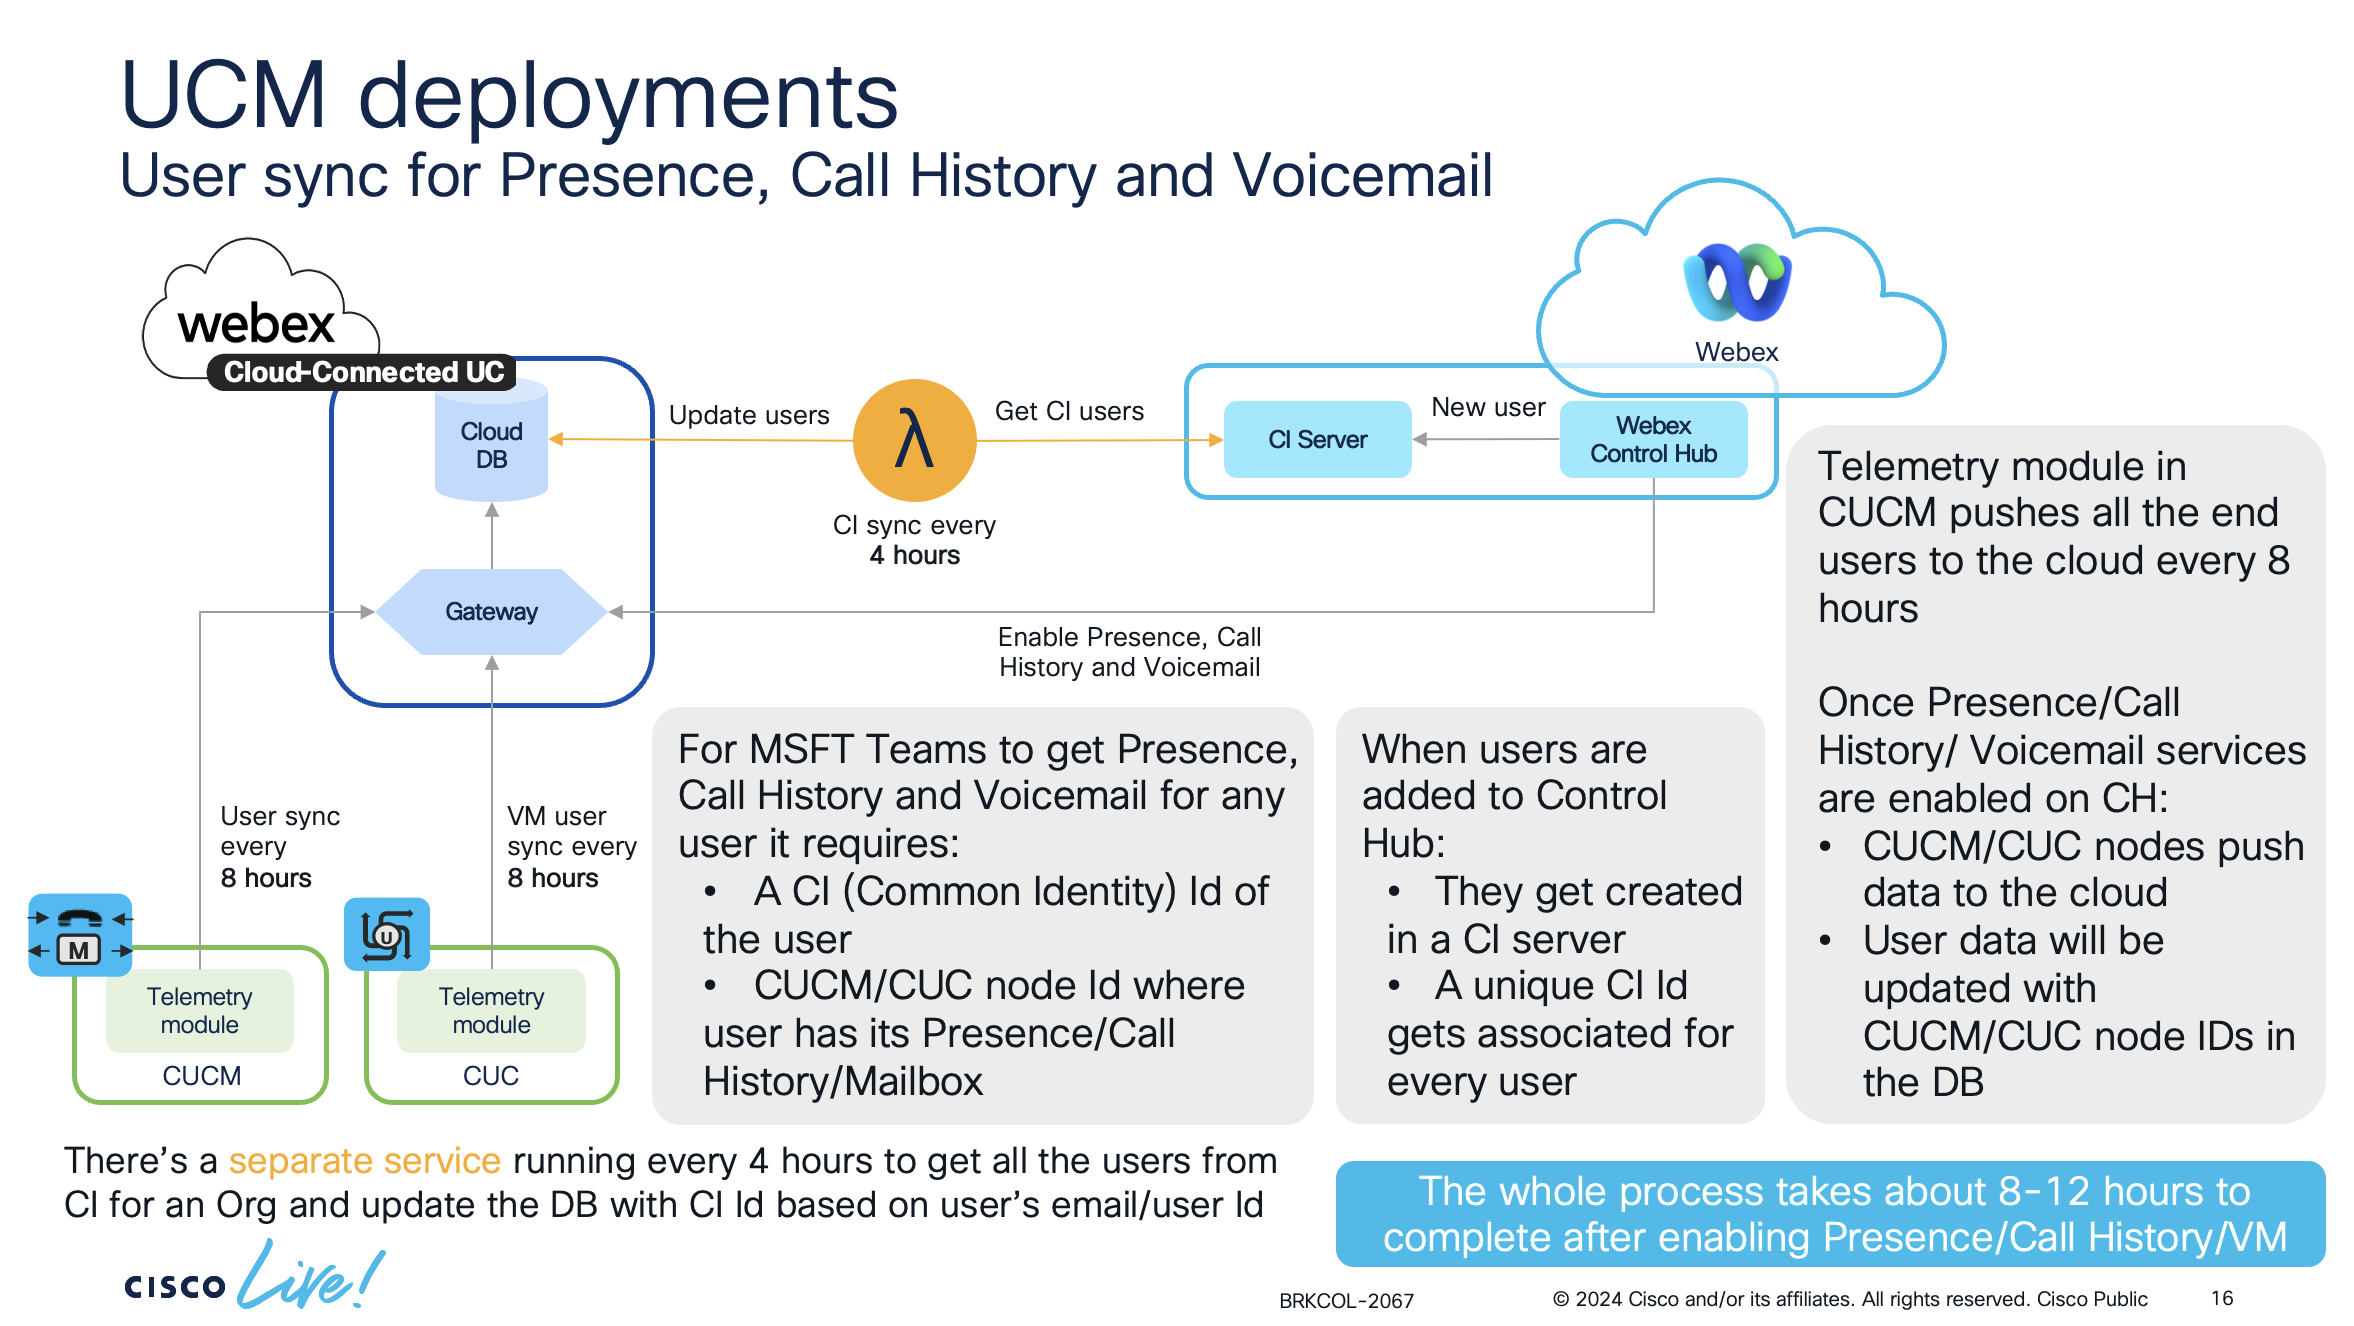 UCM deployments
User sync for Presence, Call History and Voicemail
webex
Cloud-Connected UC
Cloud
DB
Update users
λ
Get CI users
CI sync every
4 hours
CI Server
New user
Webex
Webex
Control Hub
Gateway
Enable Presence, Call
History and Voicemail
User sync
every
8 hours
VM user
sync every
8 hours
M
Telemetry
module
CUCM
U
Telemetry
module
CUC
For MSFT Teams to get Presence,
Call History and Voicemail for any
user it requires:
• A CI (Common Identity) Id of
the user
• CUCM/CUC node Id where
user has its Presence/Call
History/Mailbox
When users are
added to Control
Hub:
• They get created
in a CI server
• A unique CI Id
gets associated for
every user
Telemetry module in
CUCM pushes all the end
users to the cloud every 8
hours
Once Presence/Call
History/ Voicemail services
are enabled on CH:
• CUCM/CUC nodes push
data to the cloud
• User data will be
updated with
CUCM/CUC node IDs in
the DB
There’s a separate service running every 4 hours to get all the users from
CI for an Org and update the DB with CI Id based on user’s email/user Id
The whole process takes about 8-12 hours to
complete after enabling Presence/Call History/VM
CISCO Live!
BRKCOL-2067
© 2024 Cisco and/or its affiliates. All rights reserved. Cisco Public
16